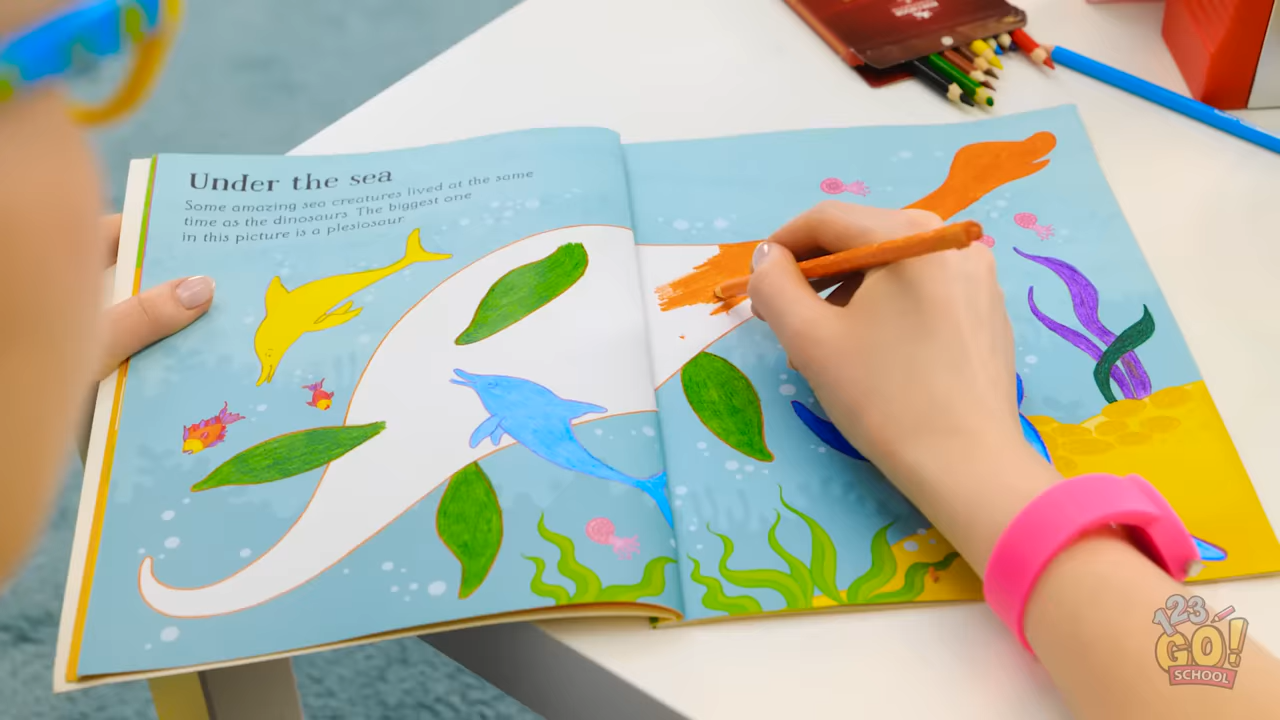 Under the sea
Some amazing sea creatures lived at the same
time as the dinosaurs. The biggest one
in this picture is a plesiosaur.
123
GO!
SCHOOL